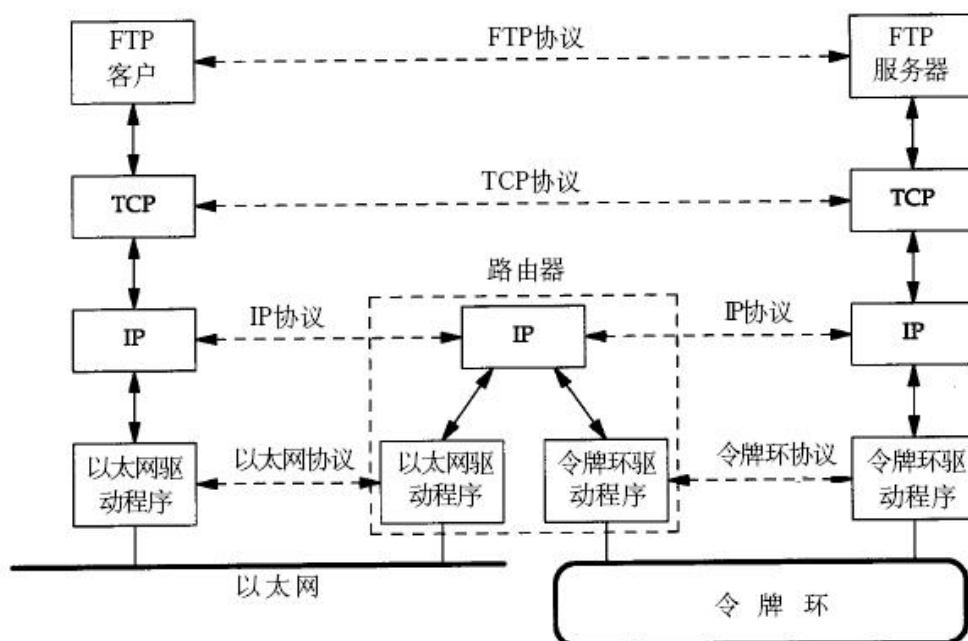 FTP
客户
FTP协议
FTP
服务器
TCP
TCP协议
TCP
路由器
IP
IP协议
IP
IP协议
IP
以太网驱
动程序
以太网协议
以太网驱
动程序
令牌环驱
动程序
令牌环协议
令牌环驱
动程序
以太网
令牌环